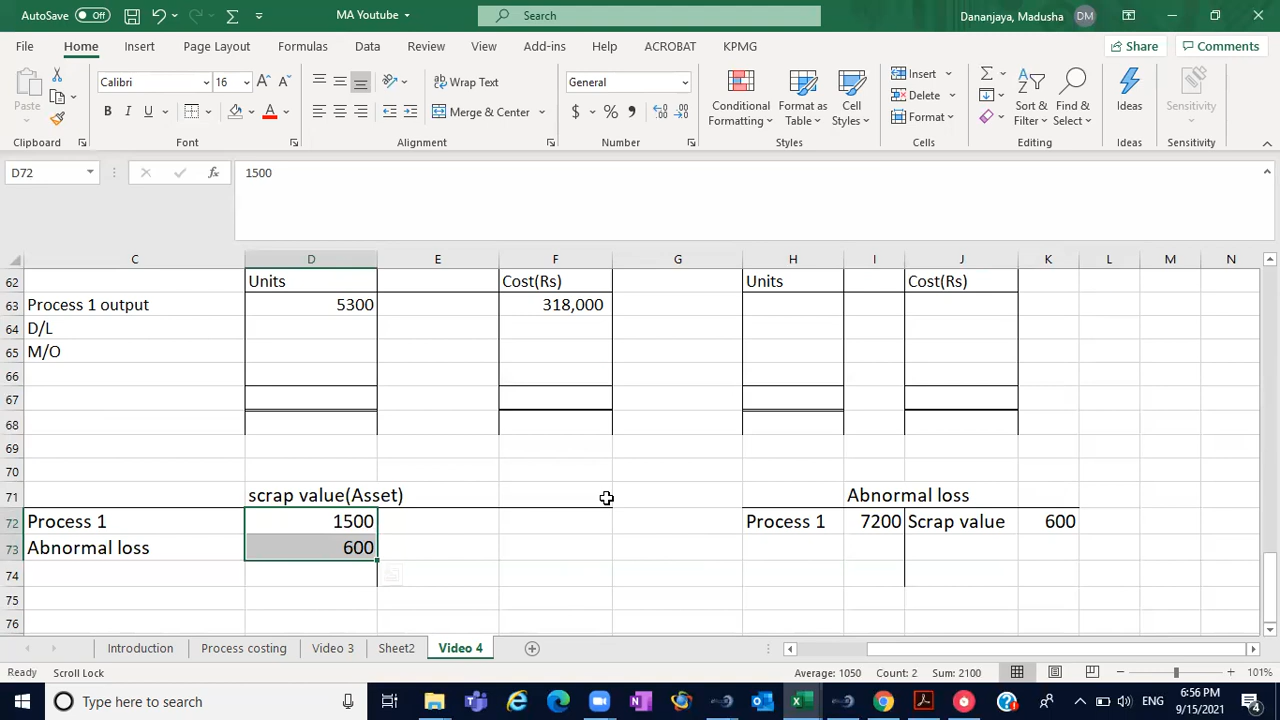 AutoSave Off MA Youtube Search Dananjaya, Madusha DM
File Home Insert Page Layout Formulas Data Review View Add-ins Help ACROBAT KPMG Share Comments
Paste Calibri 16 A A Wrap Text General Conditional Formatting Format as Table Cell Styles Insert Delete Format Sort & Filter Find & Select Ideas Sensitivity
B I U A Merge & Center $ % ,
Clipboard Font Alignment Number Styles Cells Editing Ideas Sensitivity
D72 fx 1500
C D E F G H I J K L M N
62 Units Cost(Rs) Units Cost(Rs)
63 Process 1 output 5300 318,000
64 D/L
65 M/O
66
67
68
69
70
71 scrap value(Asset) Abnormal loss
72 Process 1 1500 Process 1 7200 Scrap value 600
73 Abnormal loss 600
74
75
76
Introduction Process costing Video 3 Sheet2 Video 4
Ready Scroll Lock Average: 1050 Count: 2 Sum: 2100 101%
Type here to search ENG 6:56 PM 9/15/2021 4